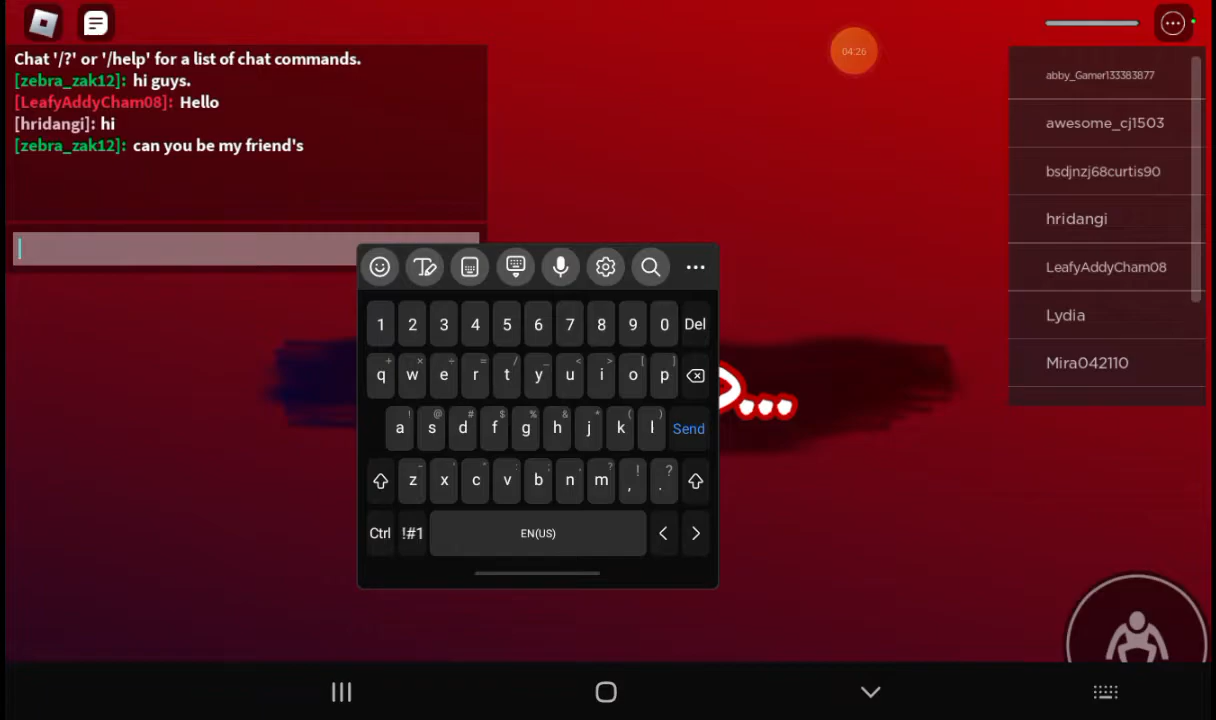 04:26
Chat '/?' or '/help' for a list of chat commands.
[zebra_zak12]: hi guys.
[LeafyAddyCham08]: Hello
[hridangi]: hi
[zebra_zak12]: can you be my friend's
abby_Gamer133383877
awesome_cj1503
bsdjnzj68curtis90
hridangi
LeafyAddyCham08
Lydia
Mira042110
1 2 3 4 5 6 7 8 9 0 Del
q w e r t y u i o p
a s d f g h j k l Send
z x c v b n m , .
Ctrl !#1 EN(US) < >